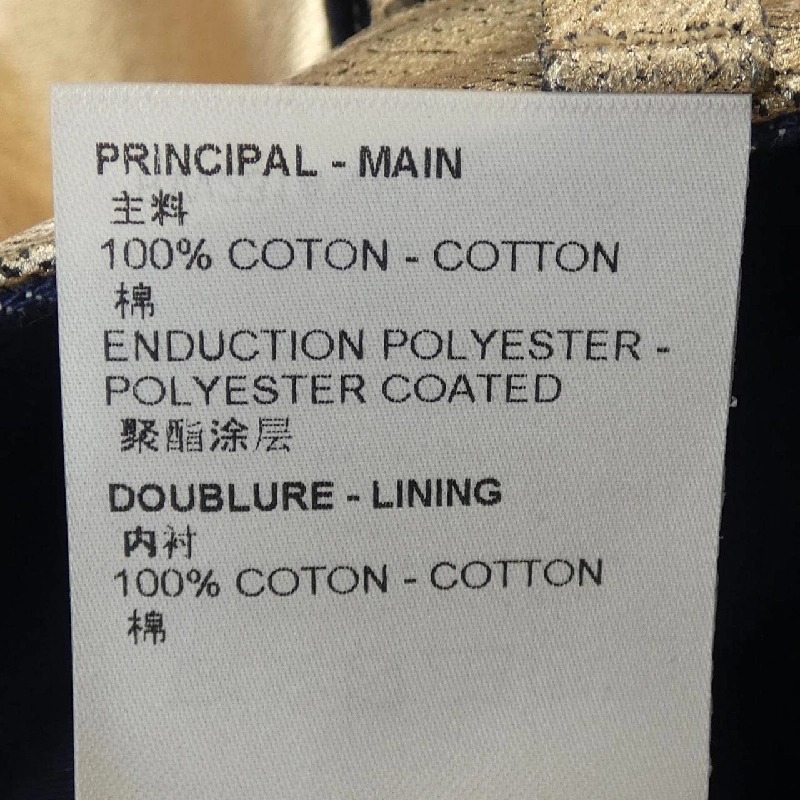 PRINCIPAL - MAIN
主料
100% COTON - COTTON
棉
ENDUCTION POLYESTER -
POLYESTER COATED
聚酯涂层
DOUBLURE - LINING
内衬
100% COTON - COTTON
棉